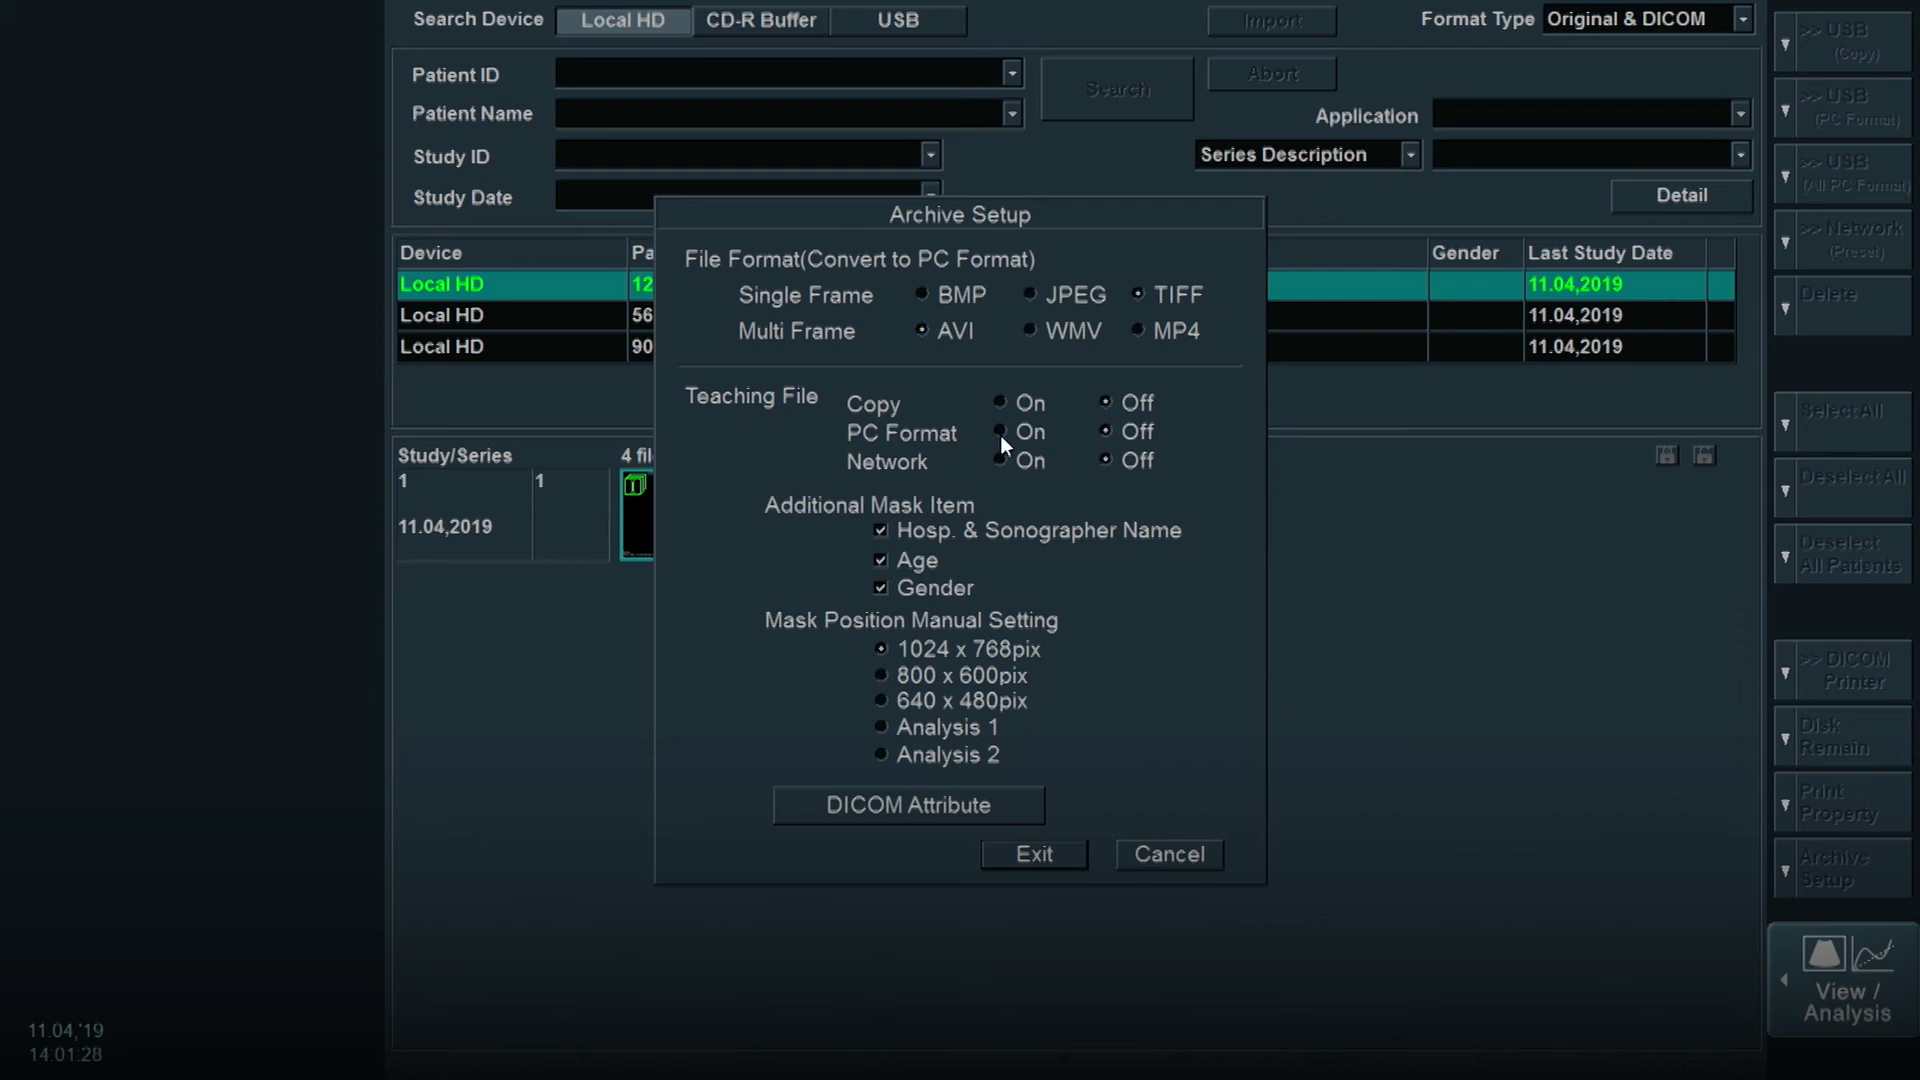 Search Device Local HD CD-R Buffer USB Import Format Type Original & DICOM
>> USB
(Copy)
Patient ID Search Abort
>> USB
(PC Format)
Patient Name Application
Study ID Series Description
>> USB
(All PC Format)
Study Date Detail
>> Network
(Preset)
Delete
Device Pa Gender Last Study Date
Local HD 12 11.04,2019
Local HD 56 11.04,2019
Local HD 90 11.04,2019
Archive Setup
File Format(Convert to PC Format)
Single Frame BMP JPEG TIFF
Multi Frame AVI WMV MP4
Teaching File Copy On Off
PC Format On Off
Network On Off
Additional Mask Item
Hosp. & Sonographer Name
Age
Gender
Mask Position Manual Setting
1024 x 768pix
800 x 600pix
640 x 480pix
Analysis 1
Analysis 2
DICOM Attribute
Exit Cancel
Study/Series 4 fil
1 1
11.04,2019
Select All
Deselect All
Deselect
All Patients
>> DICOM
Printer
Disk
Remain
Print
Property
Archive
Setup
View /
Analysis
11.04,'19
14:01:28